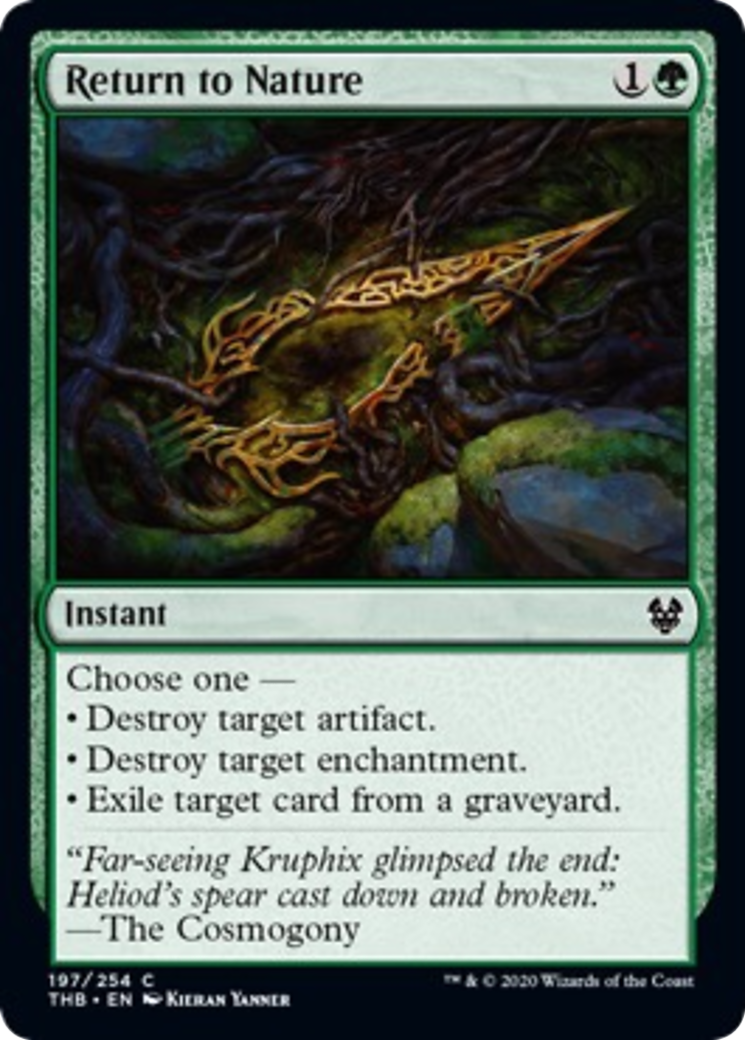 Return to Nature 1
Instant
Choose one —
• Destroy target artifact.
• Destroy target enchantment.
• Exile target card from a graveyard.
“Far-seeing Kruphix glimpsed the end:
Heliod’s spear cast down and broken.”
—The Cosmogony
197/254 C
THB • EN Kieran Yanner
™ & © 2020 Wizards of the Coast